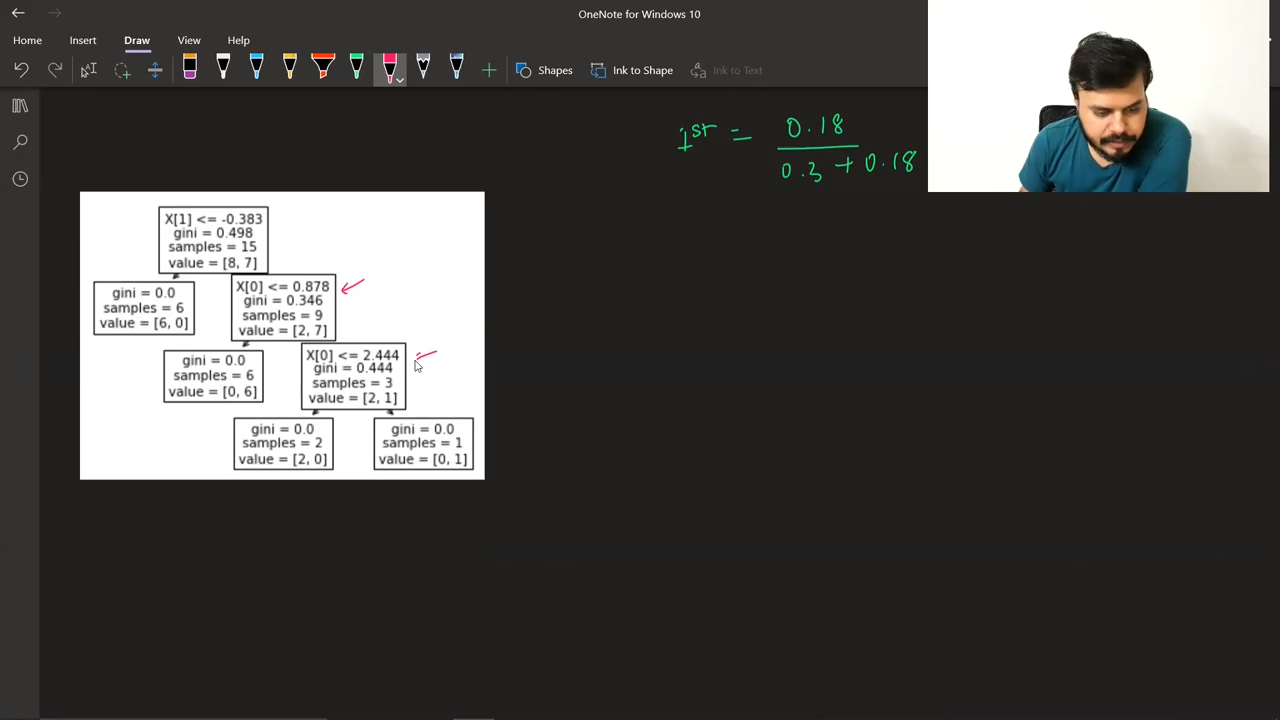 OneNote for Windows 10
Home Insert Draw View Help
Shapes Ink to Shape Ink to Text
1st = 0.18
0.3 + 0.18
X[1] <= -0.383
gini = 0.498
samples = 15
value = [8, 7]
gini = 0.0
samples = 6
value = [6, 0]
X[0] <= 0.878
gini = 0.346
samples = 9
value = [2, 7]
gini = 0.0
samples = 6
value = [0, 6]
X[0] <= 2.444
gini = 0.444
samples = 3
value = [2, 1]
gini = 0.0
samples = 2
value = [2, 0]
gini = 0.0
samples = 1
value = [0, 1]